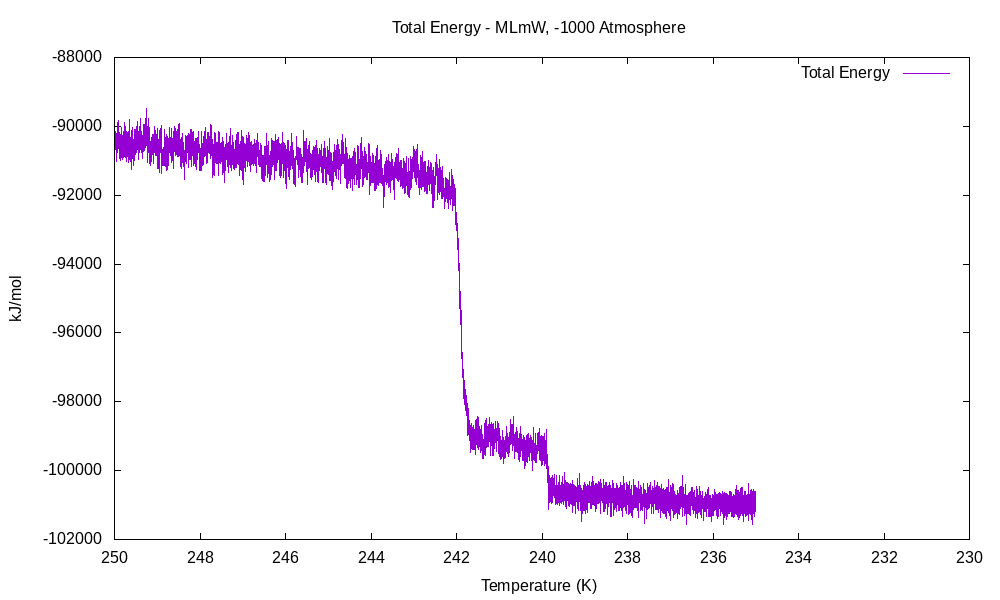 Total Energy - MLmW, -1000 Atmosphere
Total Energy
-88000
-90000
-92000
-94000
-96000
-98000
-100000
-102000
kJ/mol
250 248 246 244 242 240 238 236 234 232 230
Temperature (K)